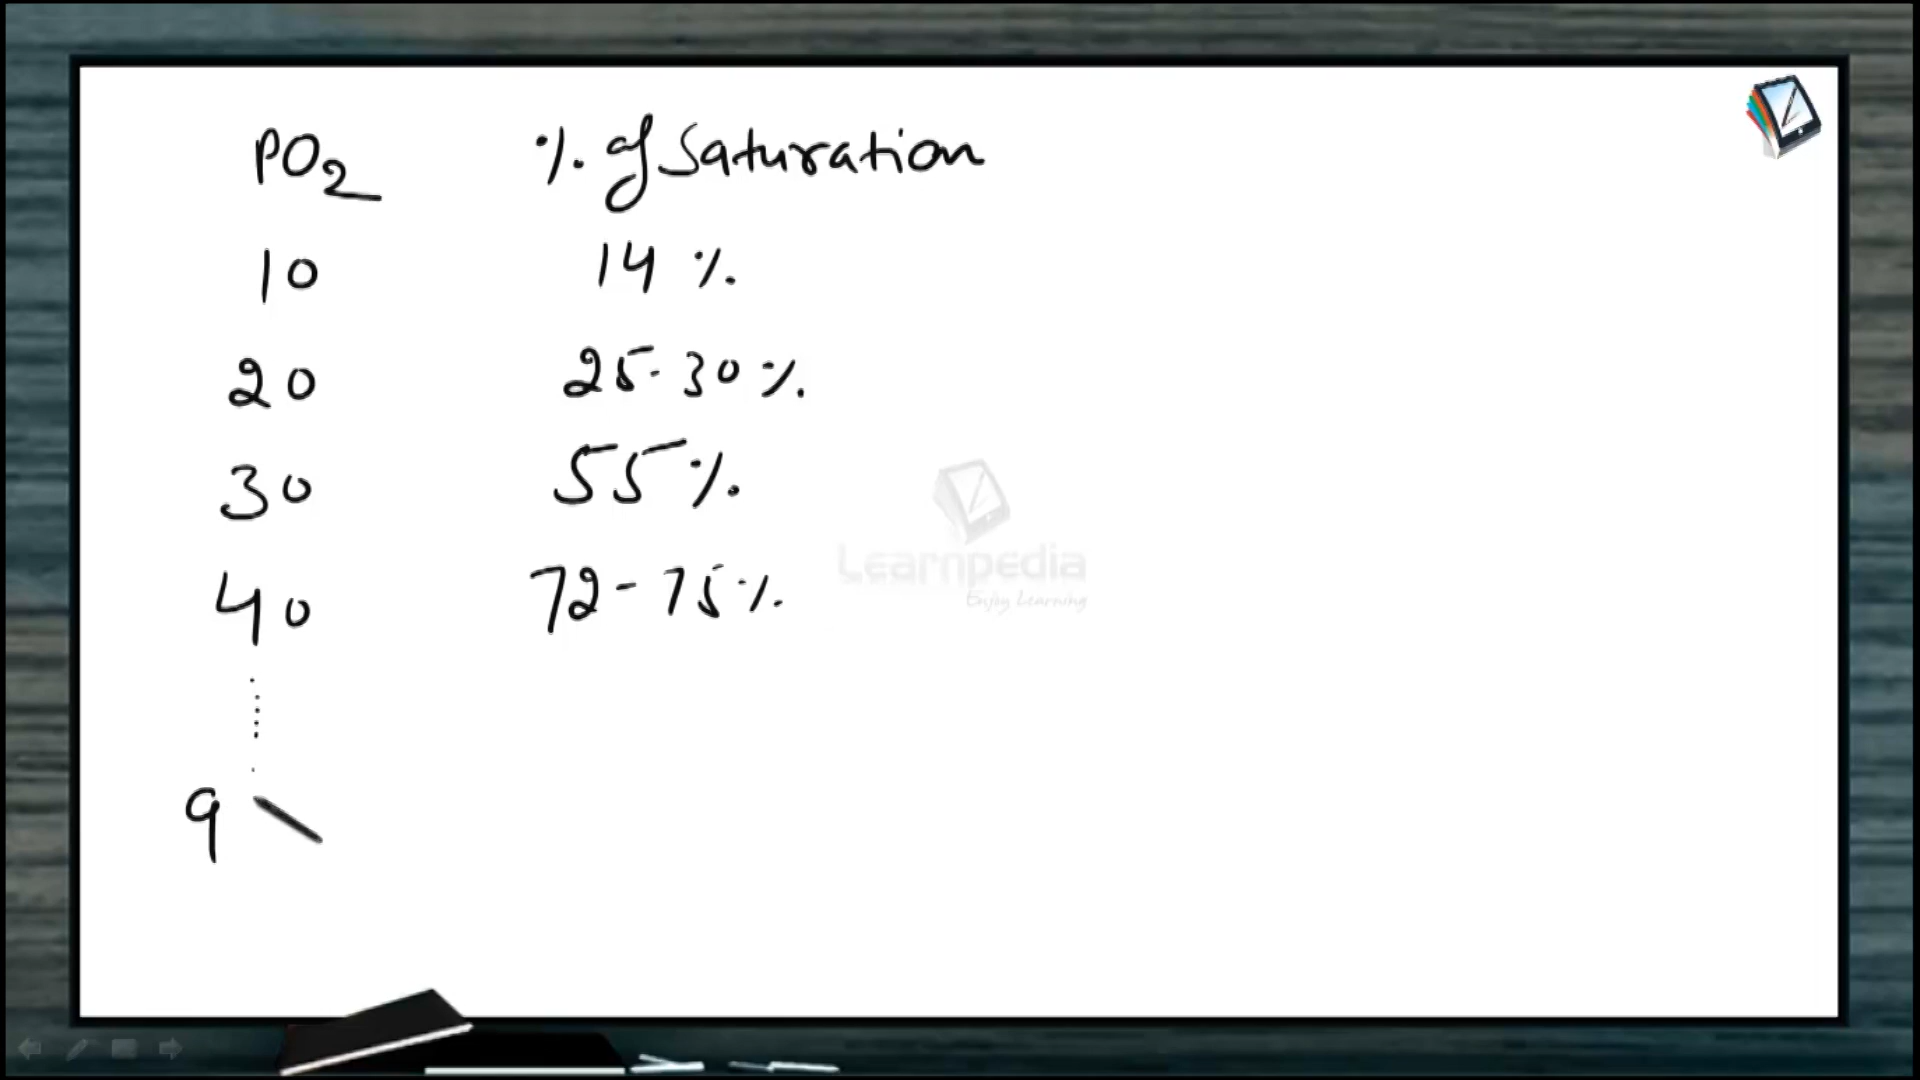 PO2 % of Saturation
10 14 %
20 25-30 %
30 55 %
40 72-75 %
9
Learnpedia
Enjoy Learning